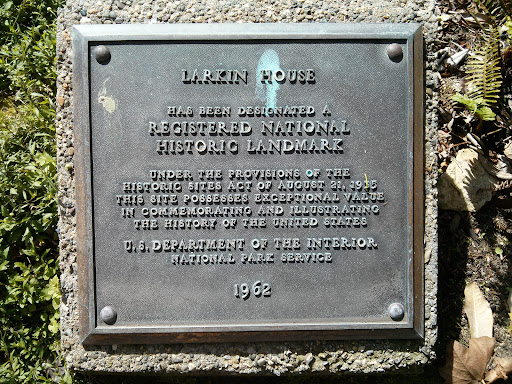 LARKIN HOUSE
HAS BEEN DESIGNATED A
REGISTERED NATIONAL
HISTORIC LANDMARK
UNDER THE PROVISIONS OF THE
HISTORIC SITES ACT OF AUGUST 21, 1935
THIS SITE POSSESSES EXCEPTIONAL VALUE
IN COMMEMORATING AND ILLUSTRATING
THE HISTORY OF THE UNITED STATES
U.S. DEPARTMENT OF THE INTERIOR
NATIONAL PARK SERVICE
1962